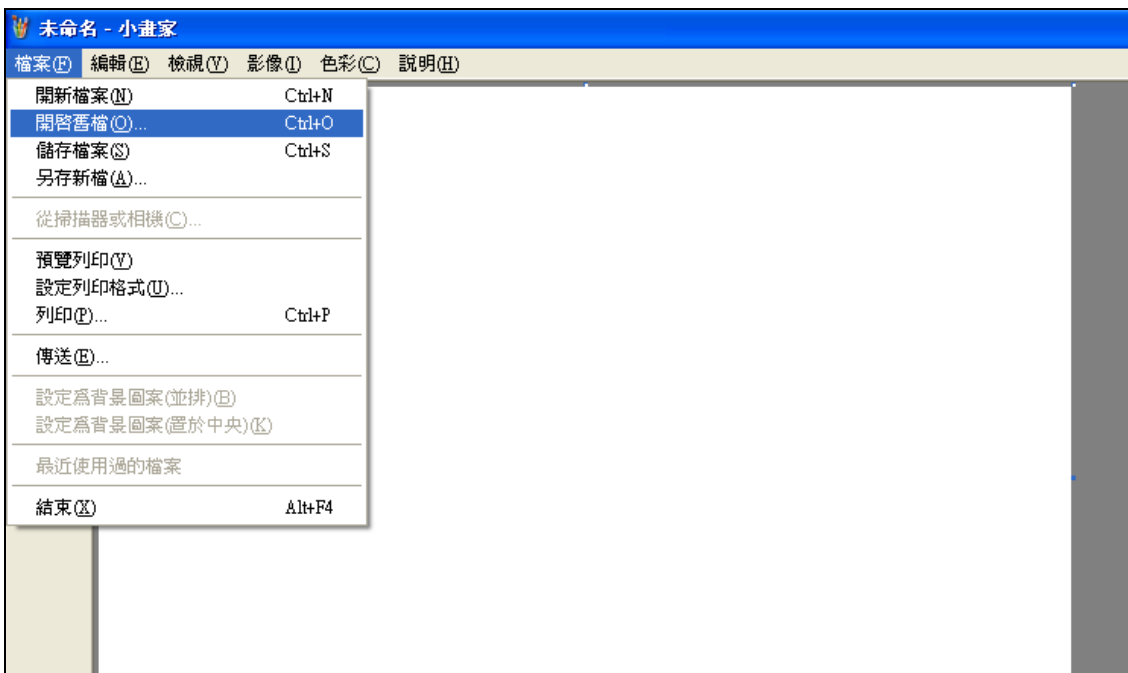 未命名 - 小畫家
檔案(F) 編輯(E) 檢視(V) 影像(I) 色彩(C) 說明(H)
開新檔案(N) Ctrl+N
開啓舊檔(O)... Ctrl+O
儲存檔案(S) Ctrl+S
另存新檔(A)...
從掃描器或相機(C)...
預覽列印(V)
設定列印格式(U)...
列印(P)... Ctrl+P
傳送(E)...
設定爲背景圖案(並排)(B)
設定爲背景圖案(置於中央)(K)
最近使用過的檔案
結束(X) Alt+F4